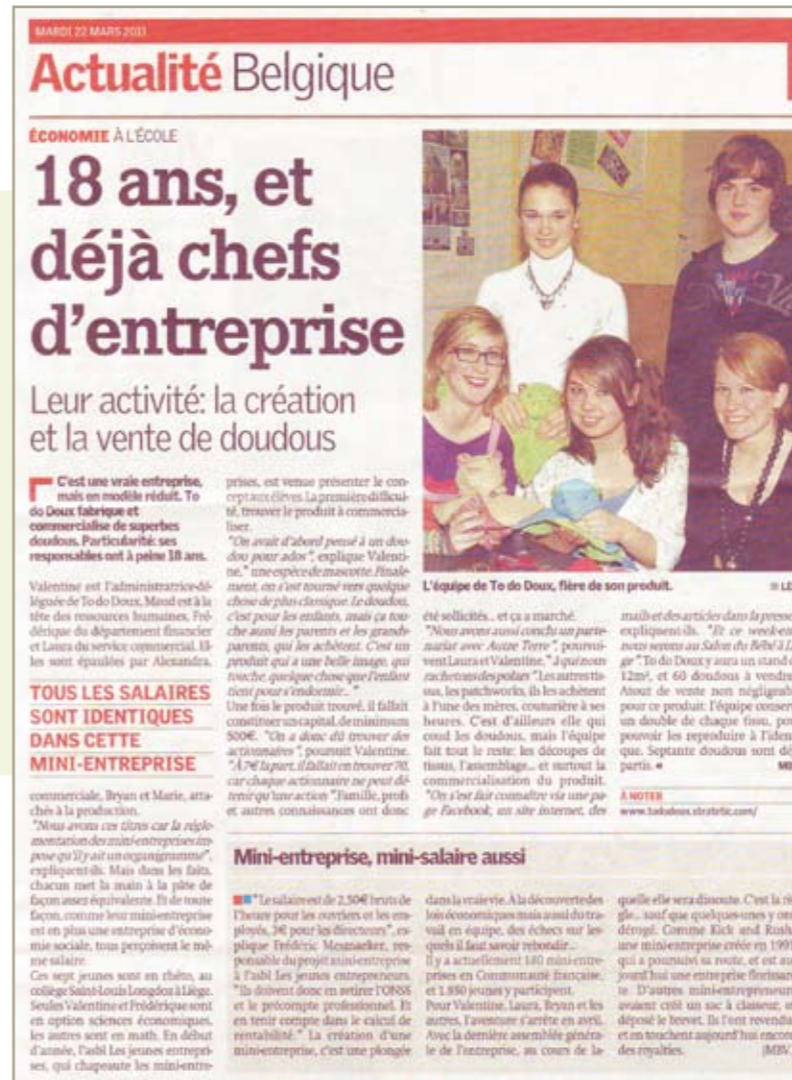 MARDI 22 MARS 2011
Actualité Belgique
ÉCONOMIE À L'ÉCOLE
18 ans, et
déjà chefs
d'entreprise
Leur activité: la création
et la vente de doudous
C'est une vraie entreprise,
mais en modèle réduit. To
do Doux fabrique et
commercialise de superbes
doudous. Particularité: ses
responsables ont à peine 18 ans.
Valentine est l'administratrice-dé-
léguée de To do Doux, Maud est à la
tête des ressources humaines, Fré-
dérique du département financier
et Laura du service commercial. El-
les sont épaulées par Alexandra,
TOUS LES SALAIRES
SONT IDENTIQUES
DANS CETTE
MINI-ENTREPRISE
commerciale, Bryan et Marie, atta-
chés à la production.
"Nous avons ces titres car la régle-
mentation des mini-entreprises im-
pose qu'il y ait un organigramme",
expliquent-ils. Mais dans les faits,
chacun met la main à la pâte de
façon assez équivalente. Et de toute
façon, comme leur mini-entreprise
est en plus une entreprise d'écono-
mie sociale, tous perçoivent le mê-
me salaire.
Ces sept jeunes sont en rhéto, au
collège Saint-Louis Longdoz à Liège.
Seules Valentine et Frédérique sont
en option sciences économiques,
les autres sont en math. En début
d'année, l'asbl Les jeunes entrepri-
ses, qui chapeaute les mini-entre-
prises, est venue présenter le con-
cept aux élèves. La première difficul-
té, trouver le produit à commercia-
liser.
"On avait d'abord pensé à un dou-
dou pour ados", explique Valenti-
ne, "une espèce de mascotte. Finale-
ment, on s'est tourné vers quelque
chose de plus classique. Le doudou,
c'est pour les enfants, mais ça tou-
che aussi les parents et les grands-
parents, qui les achètent. C'est un
produit qui a une belle image, qui
touche, quelque chose que l'enfant
tient pour s'endormir..."
Une fois le produit trouvé, il fallait
constituer un capital, de minimum
500€. "On a donc dû trouver des
actionnaires", poursuit Valentine.
"À 7€ la part, il fallait en trouver 70,
car chaque actionnaire ne peut dé-
tenir qu'une action". Famille, profs
et autres connaissances ont donc
L'équipe de To do Doux, fière de son produit.
été sollicités... et ça a marché.
"Nous avons aussi conclu un parte-
nariat avec Autre Terre", poursui-
vent Laura et Valentine. "à qui nous
rachetons des polars". Les autres tis-
sus, les patchworks, ils les achètent
à l'une des mères, couturière à ses
heures. C'est d'ailleurs elle qui
coud les doudous, mais l'équipe
fait tout le reste: les découpes de
tissus, l'assemblage... et surtout la
commercialisation du produit.
"On s'est fait connaître via une pa-
ge Facebook, un site internet, des
mails et des articles dans la presse",
expliquent-ils. "Et ce week-en
nous serons au Salon du Bébé à Li
ge". To do Doux y aura un stand d
12m², et 60 doudous à vendre.
Atout de vente non négligeab
pour ce produit: l'équipe conserv
un double de chaque tissu, pou
pouvoir les reproduire à l'iden
que. Septante doudous sont dé
partis.
À NOTER
Mini-entreprise, mini-salaire aussi
"Le salaire est de 2,50€ bruts de
l'heure pour les ouvriers et les em-
ployés, 3€ pour les directeurs", ex-
plique Frédéric Mesmaeker, res-
ponsable du projet mini-entreprise
à l'asbl Les jeunes entrepreneurs.
"Ils doivent donc en retirer l'ONSS
et le précompte professionnel. Et
en tenir compte dans le calcul de
rentabilité." La création d'une
mini-entreprise, c'est une plongée
dans la vraie vie. À la découverte des
lois économiques mais aussi du tra-
vail en équipe, des échecs sur les-
quels il faut savoir rebondir...
Il y a actuellement 180 mini-entre-
prises en Communauté française,
et 1.850 jeunes y participent.
Pour Valentine, Laura, Bryan et les
autres, l'aventure s'arrête en avril.
Avec la dernière assemblée généra-
le de l'entreprise, au cours de la-
quelle elle sera dissoute. C'est la rè
gle... sauf que quelques-unes y ont
dérogé. Comme Kick and Rush,
une mini-entreprise créée en 1991
qui a poursuivi sa route, et est au-
jourd'hui une entreprise florissan
te. D'autres mini-entrepreneurs
avaient créé un sac à classeur, et
déposé le brevet. Ils l'ont revendu
et en touchent aujourd'hui encore
des royalties. (MBV.)